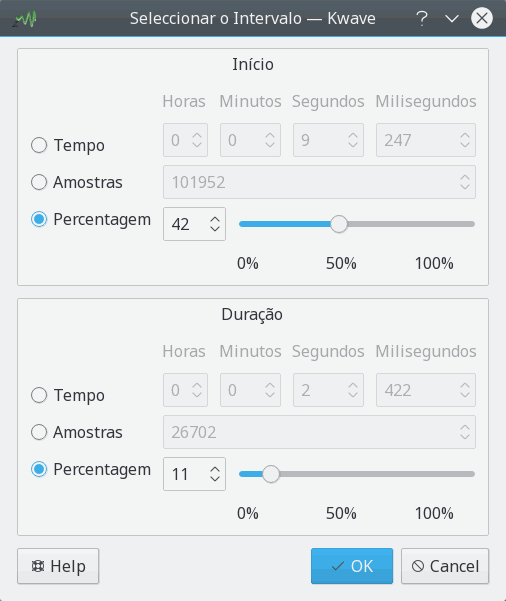 Seleccionar o Intervalo — Kwave
Início
Horas Minutos Segundos Milisegundos
Tempo 0 0 9 247
Amostras 101952
Percentagem 42
0% 50% 100%
Duração
Horas Minutos Segundos Milisegundos
Tempo 0 0 2 422
Amostras 26702
Percentagem 11
0% 50% 100%
Help OK Cancel